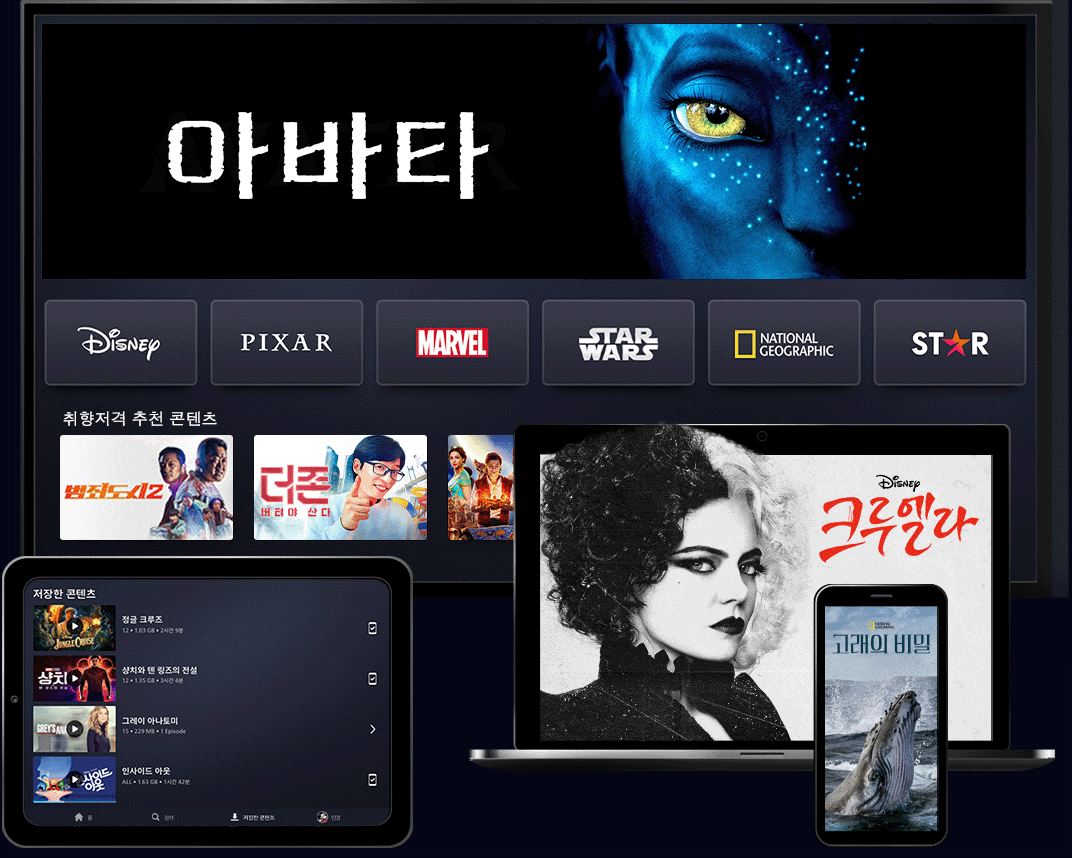 아바타
Disney
PIXAR
MARVEL
STAR
WARS
NATIONAL
GEOGRAPHIC
STAR
취향저격 추천 콘텐츠
범죄도시2
더존
버텨야 산다
Disney
크루엘라
저장한 콘텐츠
JUNGLE CRUISE
정글 크루즈
12 • 1.03 GB • 2시간 9분
샹치
샹치와 텐 링즈의 전설
12 • 1.35 GB • 3시간 4분
GREY'S ANA
그레이 아나토미
15 • 229 MB • 1 Episode
인사이드
아웃
인사이드 아웃
ALL • 1.63 GB • 1시간 42분
홈
검색
저장한 콘텐츠
NATIONAL
GEOGRAPHIC
고래의 비밀